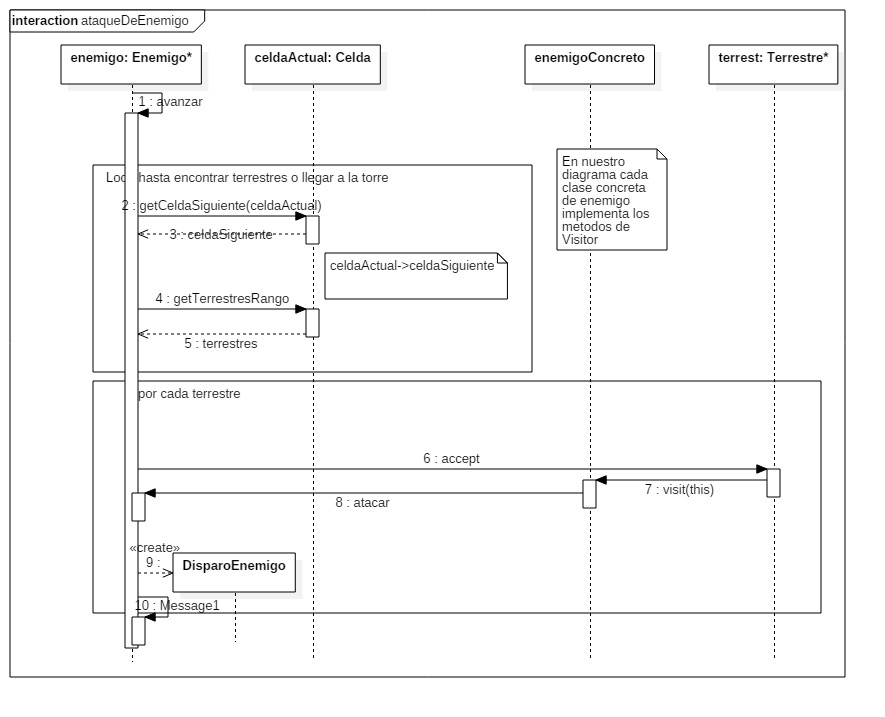 interaction ataqueDeEnemigo
enemigo: Enemigo*
celdaActual: Celda
enemigoConcreto
terrest: Terrestre*
1 : avanzar
En nuestro
diagrama cada
clase concreta
de enemigo
implementa los
metodos de
Visitor
Loop hasta encontrar terrestres o llegar a la torre
2 : getCeldaSiguiente(celdaActual)
3 : celdaSiguiente
celdaActual->celdaSiguiente
4 : getTerrestresRango
5 : terrestres
por cada terrestre
6 : accept
7 : visit(this)
8 : atacar
«create»
9 :
DisparoEnemigo
10 : Message1